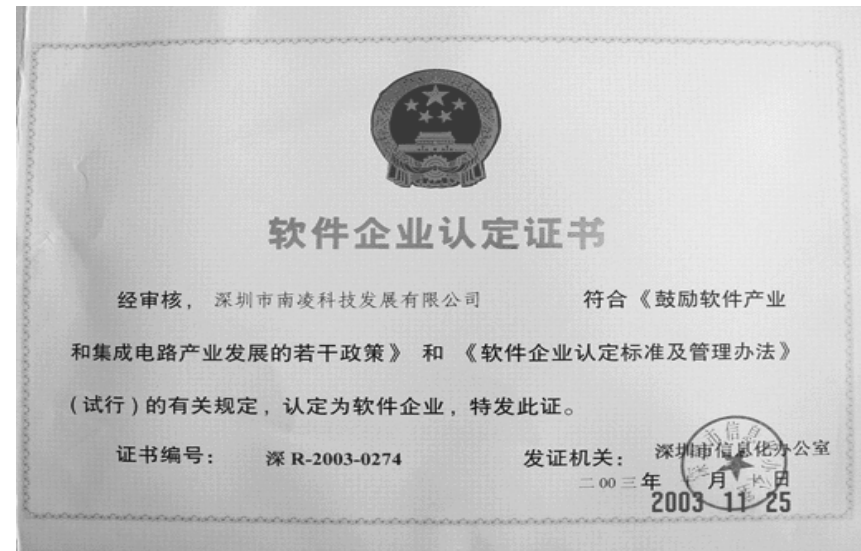 软件企业认定证书
经审核，深圳市南凌科技发展有限公司 符合《鼓励软件产业
和集成电路产业发展的若干政策》和《软件企业认定标准及管理办法》
(试行)的有关规定，认定为软件企业，特发此证。
证书编号：深 R-2003-0274 发证机关：深圳市信息化办公室
二00三年 月 日
2003 11 25